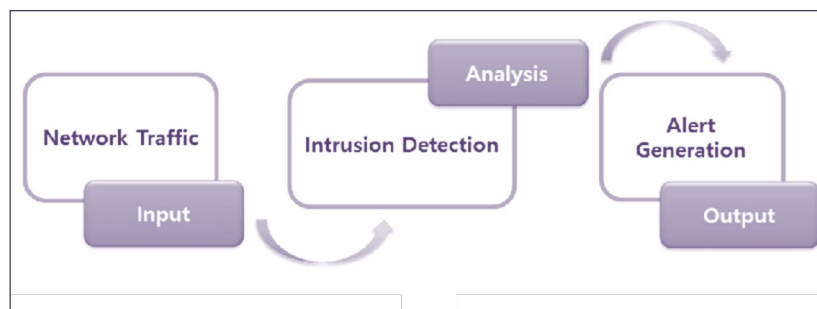 Network Traffic
Input
Analysis
Intrusion Detection
Alert
Generation
Output